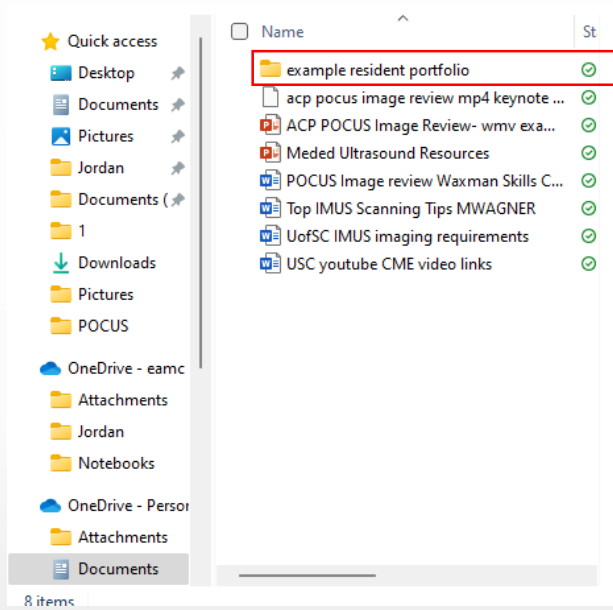 Quick access
Desktop
Documents
Pictures
Jordan
Documents (
1
Downloads
Pictures
POCUS
OneDrive - eamc
Attachments
Jordan
Notebooks
OneDrive - Person
Attachments
Documents
8 items
Name
St
example resident portfolio
acp pocus image review mp4 keynote ...
ACP POCUS Image Review- wmv exa...
Meded Ultrasound Resources
POCUS Image review Waxman Skills C...
Top IMUS Scanning Tips MWAGNER
UofSC IMUS imaging requirements
USC youtube CME video links